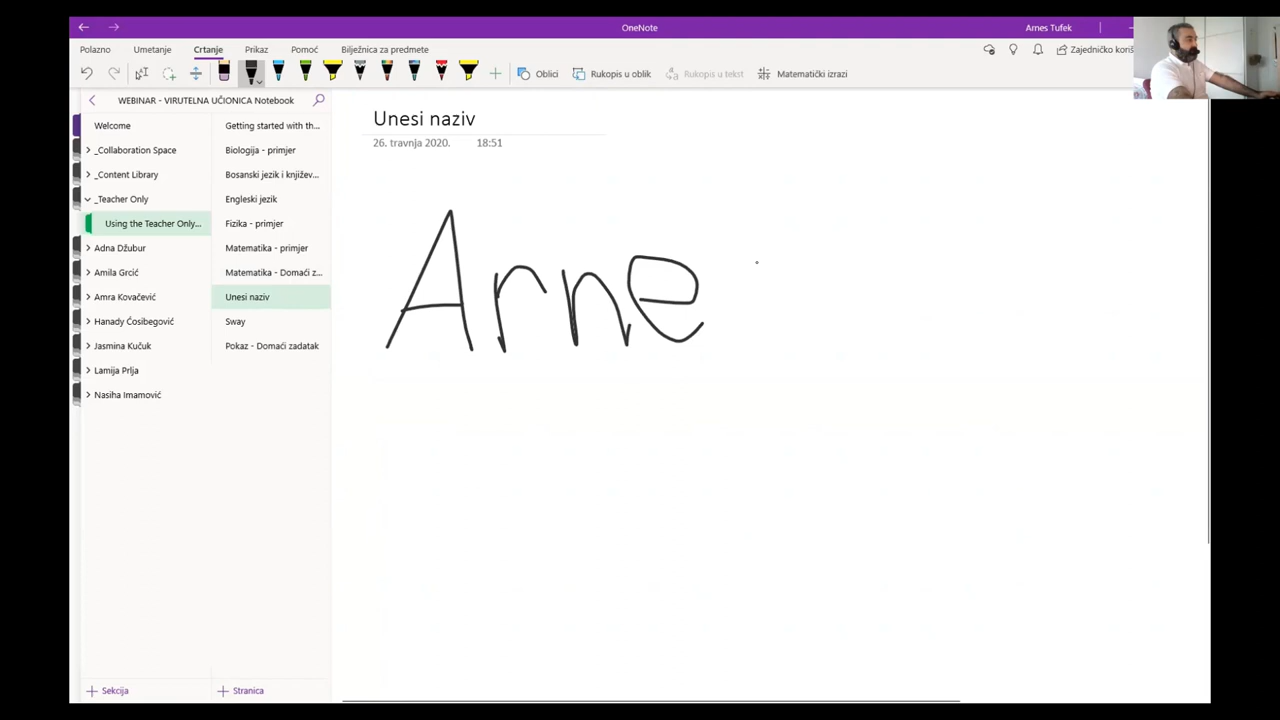 OneNote
Arnes Tufek
Polazno Umetanje Crtanje Prikaz Pomoć Bilježnica za predmete
Zajedničko koriš
Oblici Rukopis u oblik Rukopis u tekst Matematički izrazi
WEBINAR - VIRUTELNA UČIONICA Notebook
Welcome
_Collaboration Space
_Content Library
_Teacher Only
Using the Teacher Only...
Adna Džubur
Amila Grcić
Amra Kovačević
Hanady Ćosibegović
Jasmina Kučuk
Lamija Prlja
Nasiha Imamović
Sekcija
Getting started with th...
Biologija - primjer
Bosanski jezik i književ...
Engleski jezik
Fizika - primjer
Matematika - primjer
Matematika - Domaći z...
Unesi naziv
Sway
Pokaz - Domaći zadatak
Stranica
Unesi naziv
26. travnja 2020. 18:51
Arne